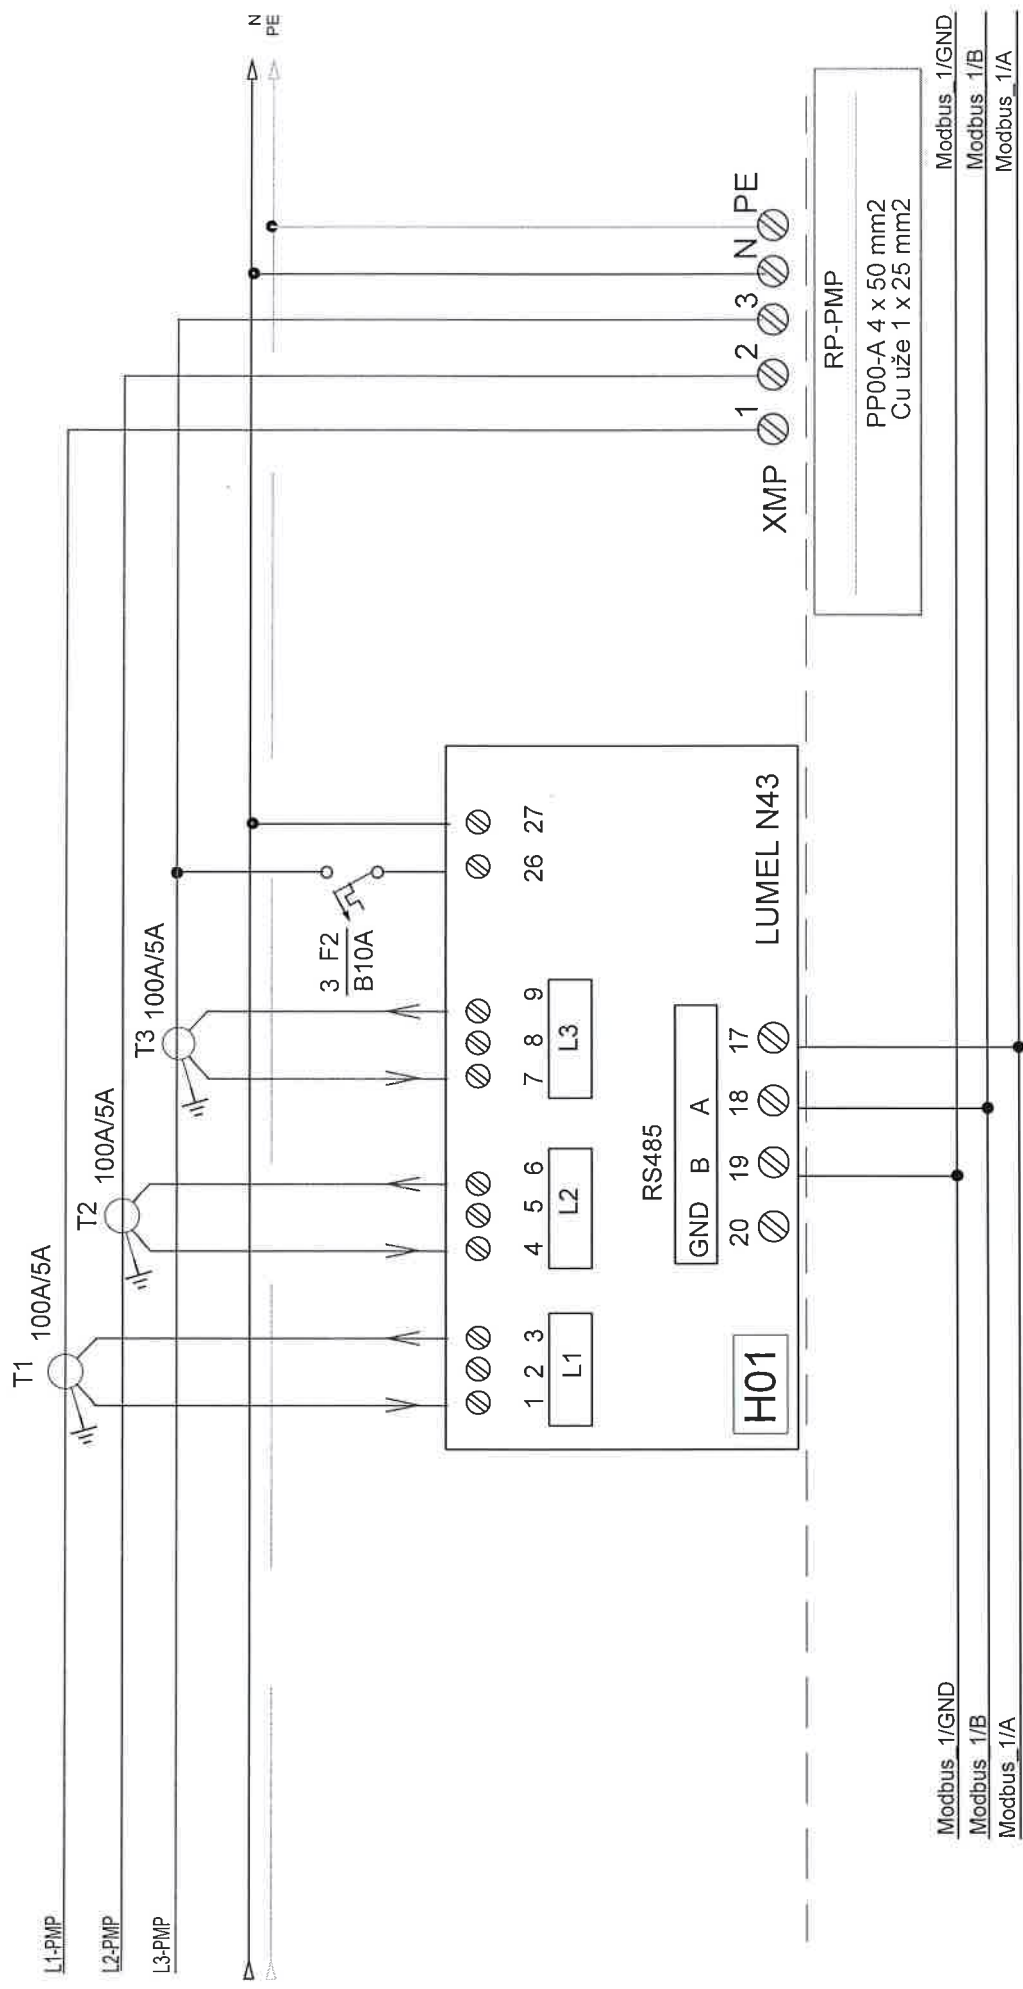 T1 100A/5A
T2 100A/5A
T3 100A/5A
L1-PMP
L2-PMP
L3-PMP
N
PE
3 F2
B10A
1 2 3
4 5 6
7 8 9
26 27
L1
L2
L3
RS485
GND B A
20 19 18 17
H01
LUMEL N43
XMP
1 2 3 N PE
RP-PMP
PP00-A 4 x 50 mm2
Cu uže 1 x 25 mm2
Modbus_1/GND
Modbus_1/GND
Modbus_1/B
Modbus_1/B
Modbus_1/A
Modbus_1/A